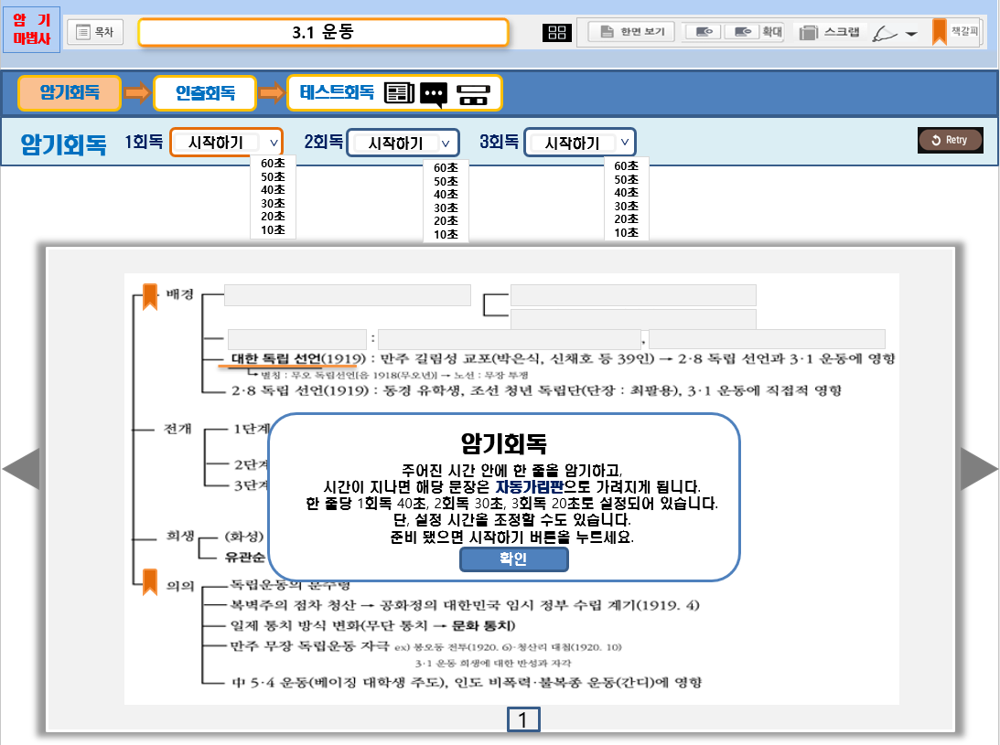 암 기
마법사
목차
3.1 운동
한면 보기
확대
스크랩
책갈피
암기회독
인출회독
테스트회독
암기회독
1회독
시작하기
2회독
시작하기
3회독
시작하기
Retry
60초
50초
40초
30초
20초
10초
60초
50초
40초
30초
20초
10초
60초
50초
40초
30초
20초
10초
배경
: ,
대한 독립 선언(1919) : 만주 길림성 교포(박은식, 신채호 등 39인) → 2·8 독립 선언과 3·1 운동에 영향
명칭 : 무오 독립선언[음 1918(무오년)] → 노선 : 무장 투쟁
2·8 독립 선언(1919) : 동경 유학생, 조선 청년 독립단(단장 : 최팔용), 3·1 운동에 직접적 영향
전개
1단계
2단계
3단계
암기회독
주어진 시간 안에 한 줄을 암기하고,
시간이 지나면 해당 문장은 자동가림판으로 가려지게 됩니다.
한 줄당 1회독 40초, 2회독 30초, 3회독 20초로 설정되어 있습니다.
단, 설정 시간을 조정할 수도 있습니다.
준비 됐으면 시작하기 버튼을 누르세요.
확인
희생
(화성)
유관순
의의
독립운동의 분수령
복벽주의 점차 청산 → 공화정의 대한민국 임시 정부 수립 계기(1919. 4)
일제 통치 방식 변화(무단 통치 → 문화 통치)
만주 무장 독립운동 자극 ex) 봉오동 전투(1920. 6)·청산리 대첩(1920. 10)
3·1 운동 희생에 대한 반성과 자각
中 5·4 운동(베이징 대학생 주도), 인도 비폭력·불복종 운동(간디)에 영향
1